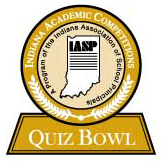 INDIANA ACADEMIC COMPETITIONS
IASP
A Program of the Indiana Association of School Principals
QUIZ BOWL